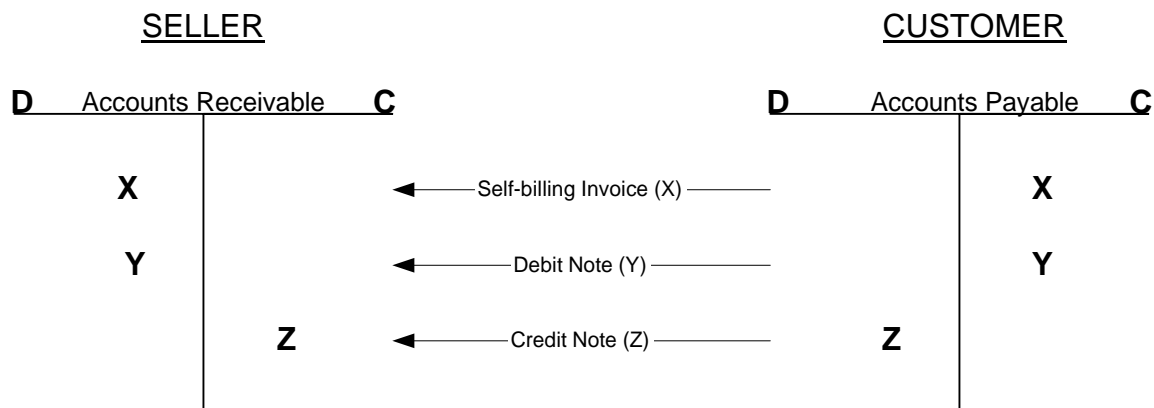 SELLER CUSTOMER
D Accounts Receivable C D Accounts Payable C
X Self-billing Invoice (X) X
Y Debit Note (Y) Y
Z Credit Note (Z) Z